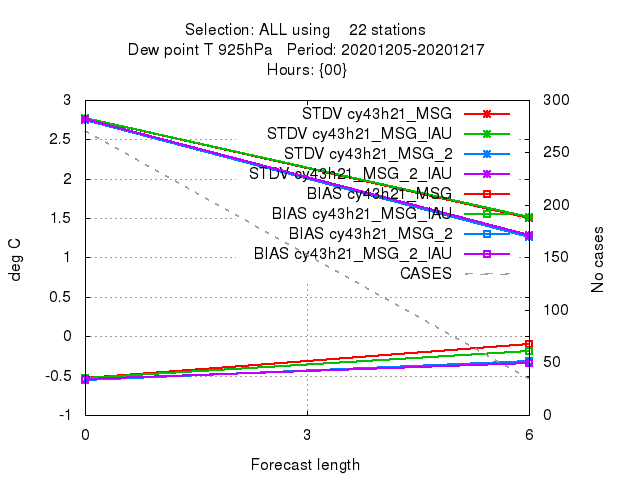 Selection: ALL using 22 stations
Dew point T 925hPa Period: 20201205-20201217
Hours: {00}
3
2.5
2
1.5
1
0.5
0
-0.5
-1
deg C
STDV cy43h21_MSG
STDV cy43h21_MSG_IAU
STDV cy43h21_MSG_2
STDV cy43h21_MSG_2_IAU
BIAS cy43h21_MSG
BIAS cy43h21_MSG_IAU
BIAS cy43h21_MSG_2
BIAS cy43h21_MSG_2_IAU
CASES
300
250
200
150
100
50
0
No cases
0 3 6
Forecast length